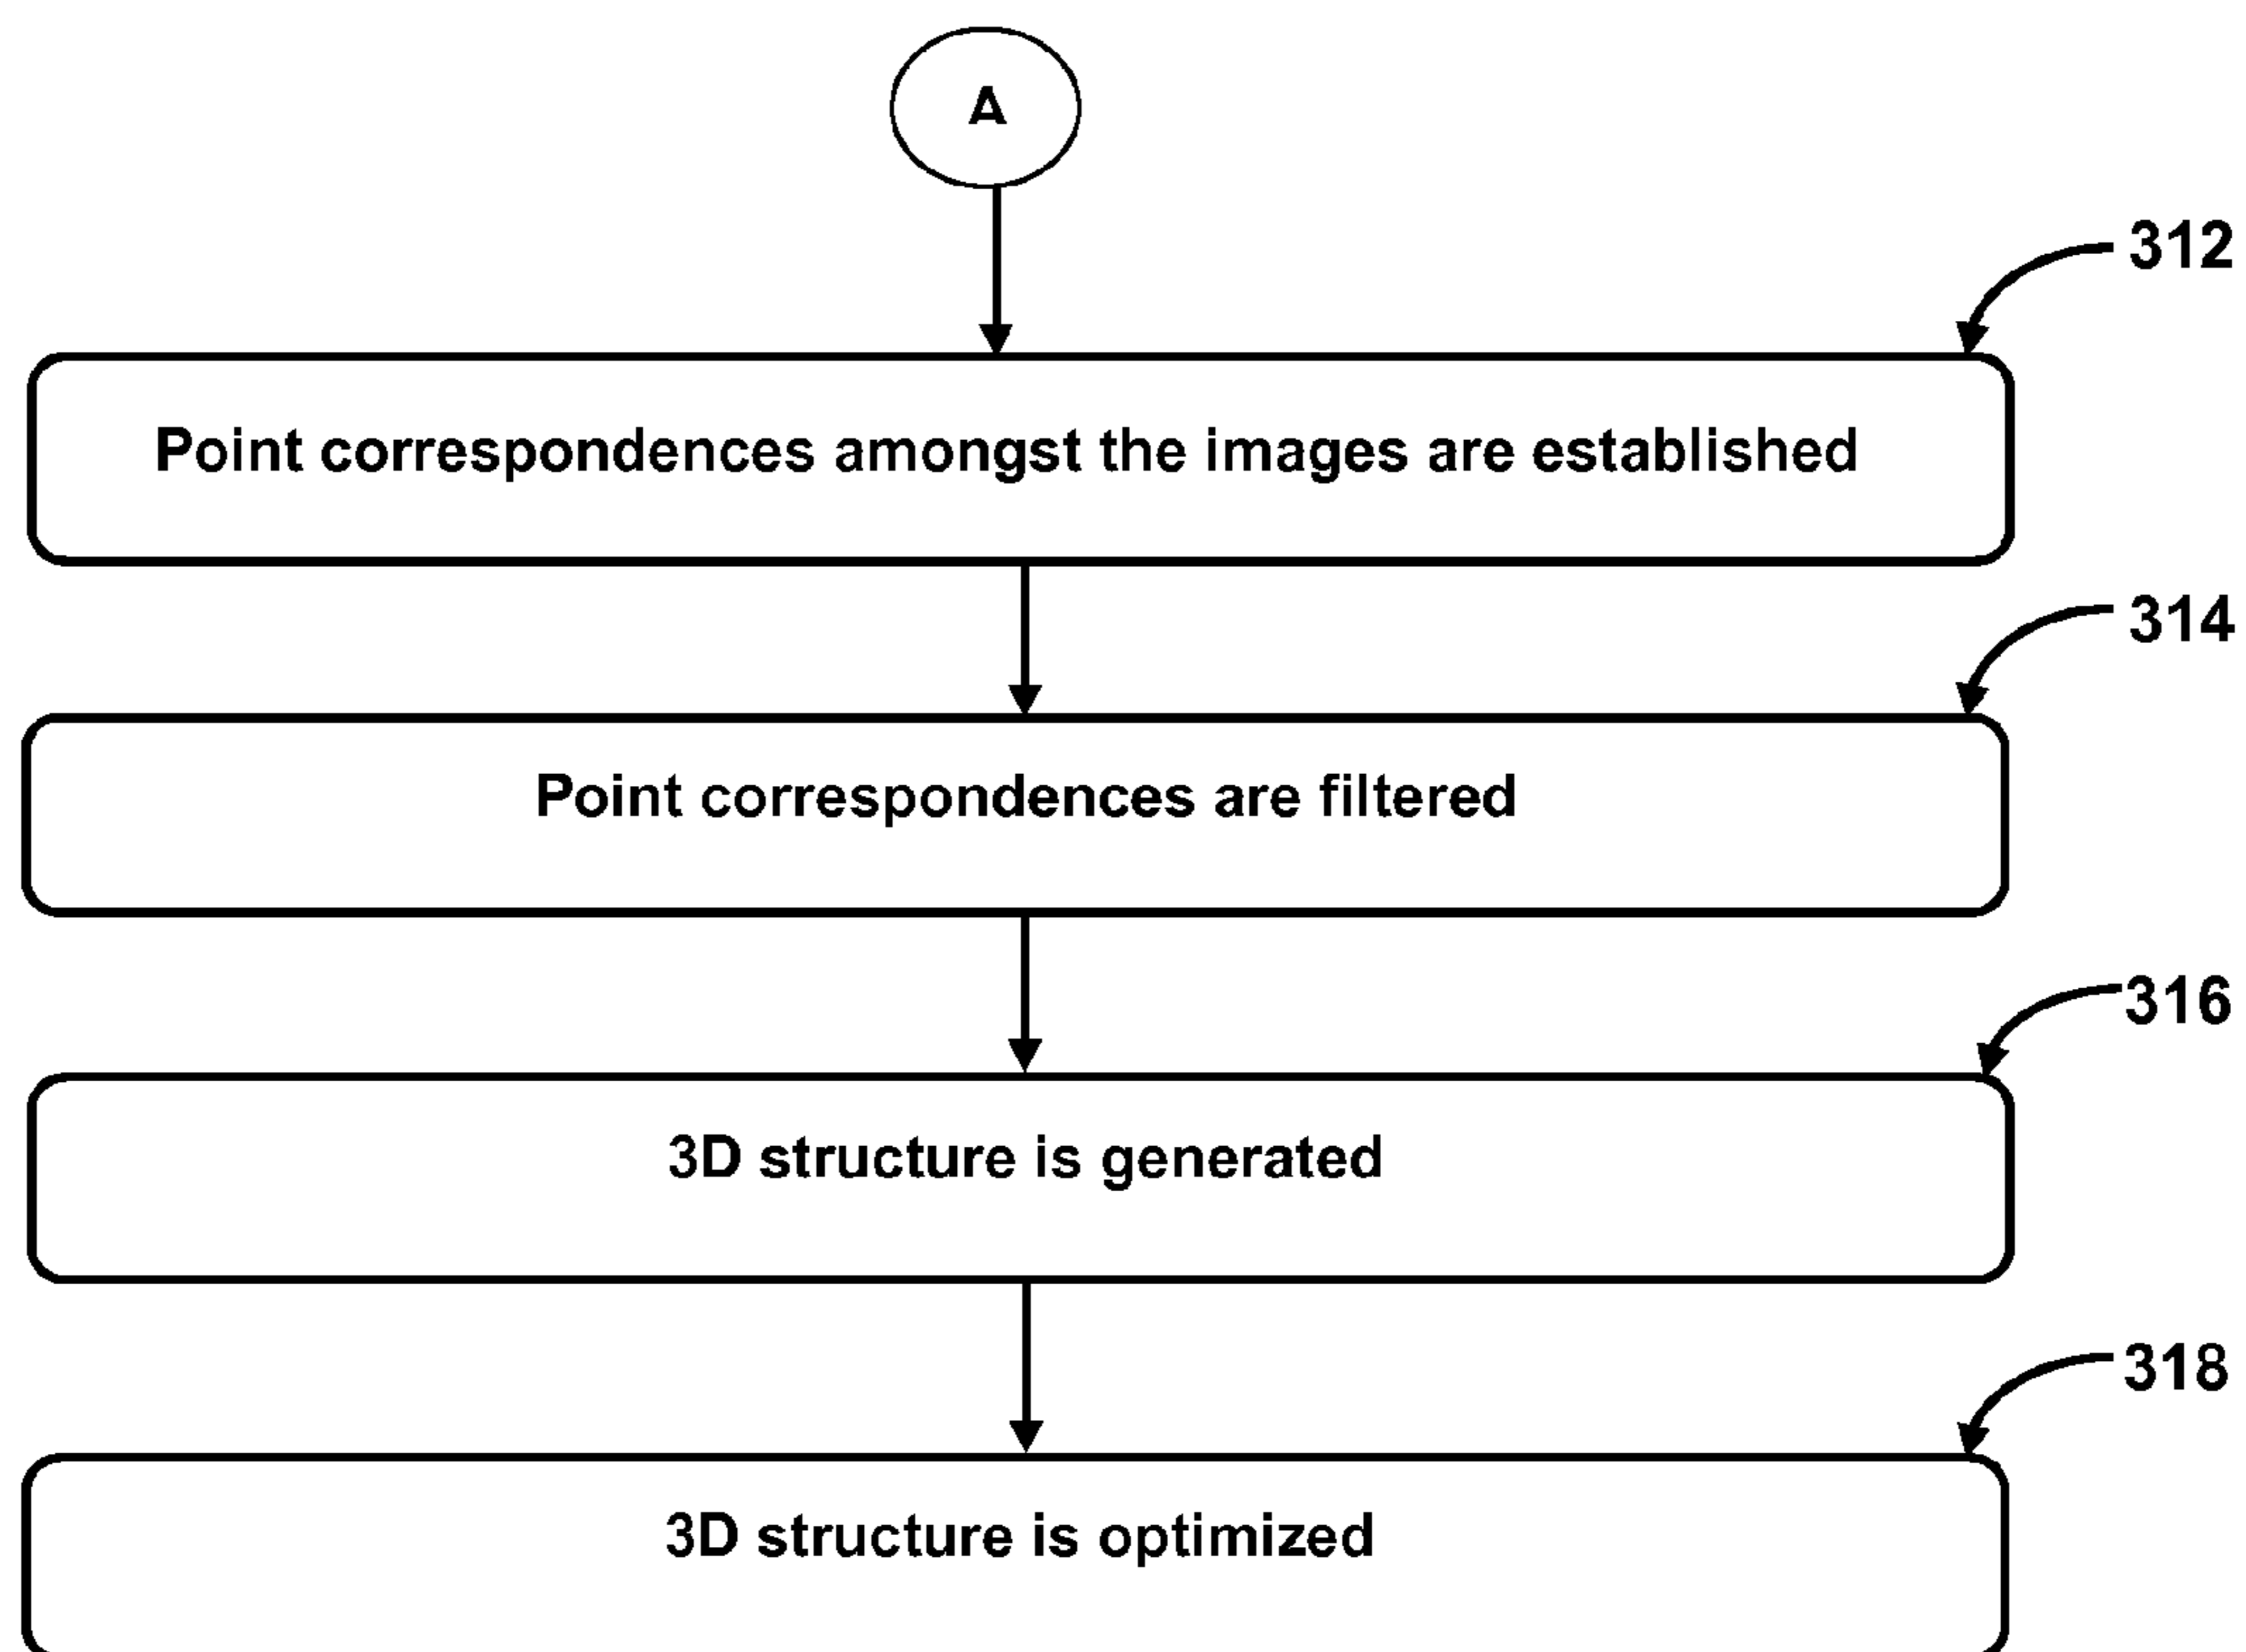 A
312
Point correspondences amongst the images are established
314
Point correspondences are filtered
316
3D structure is generated
318
3D structure is optimized